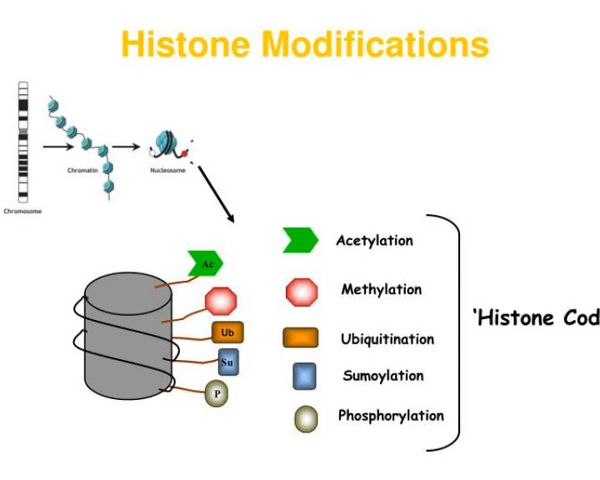 Histone Modifications
Chromatin
Nucleosome
Chromosome
Ac
Acetylation
Methylation
Ub
Ubiquitination
'Histone Cod
Su
Sumoylation
P
Phosphorylation